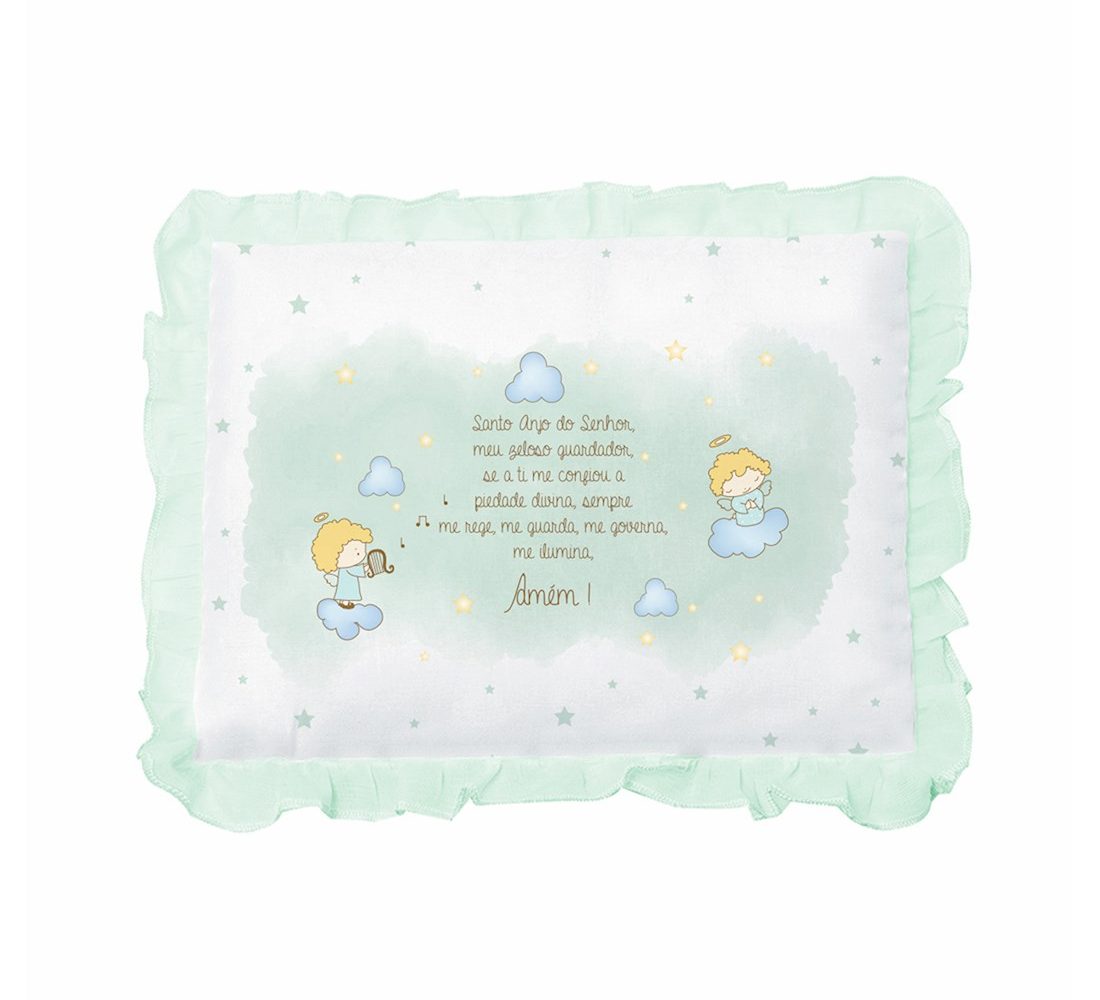 Santo Anjo do Senhor,
meu zeloso guardador,
se a ti me confiou a
piedade divina, sempre
me rege, me guarda, me governa,
me ilumina,
Amém !